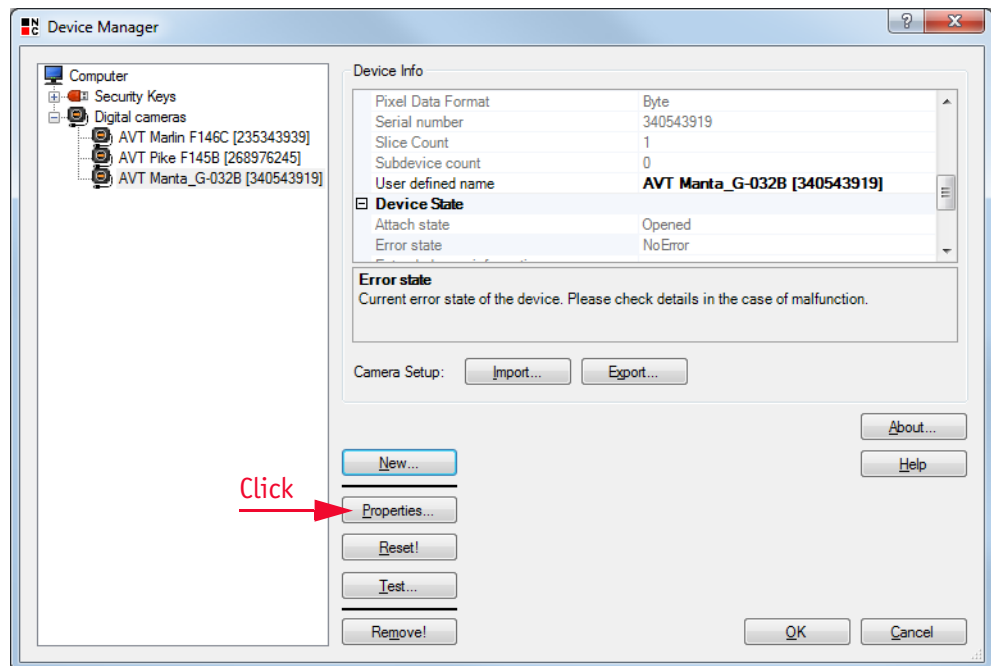 Device Manager
Computer
Security Keys
Digital cameras
AVT Marlin F146C [235343939]
AVT Pike F145B [268976245]
AVT Manta_G-032B [340543919]
Device Info
Pixel Data Format Byte
Serial number 340543919
Slice Count 1
Subdevice count 0
User defined name AVT Manta_G-032B [340543919]
Device State
Attach state Opened
Error state NoError
Error state
Current error state of the device. Please check details in the case of malfunction.
Camera Setup: Import... Export...
About...
New... Help
Click
Properties...
Reset!
Test...
Remove! OK Cancel